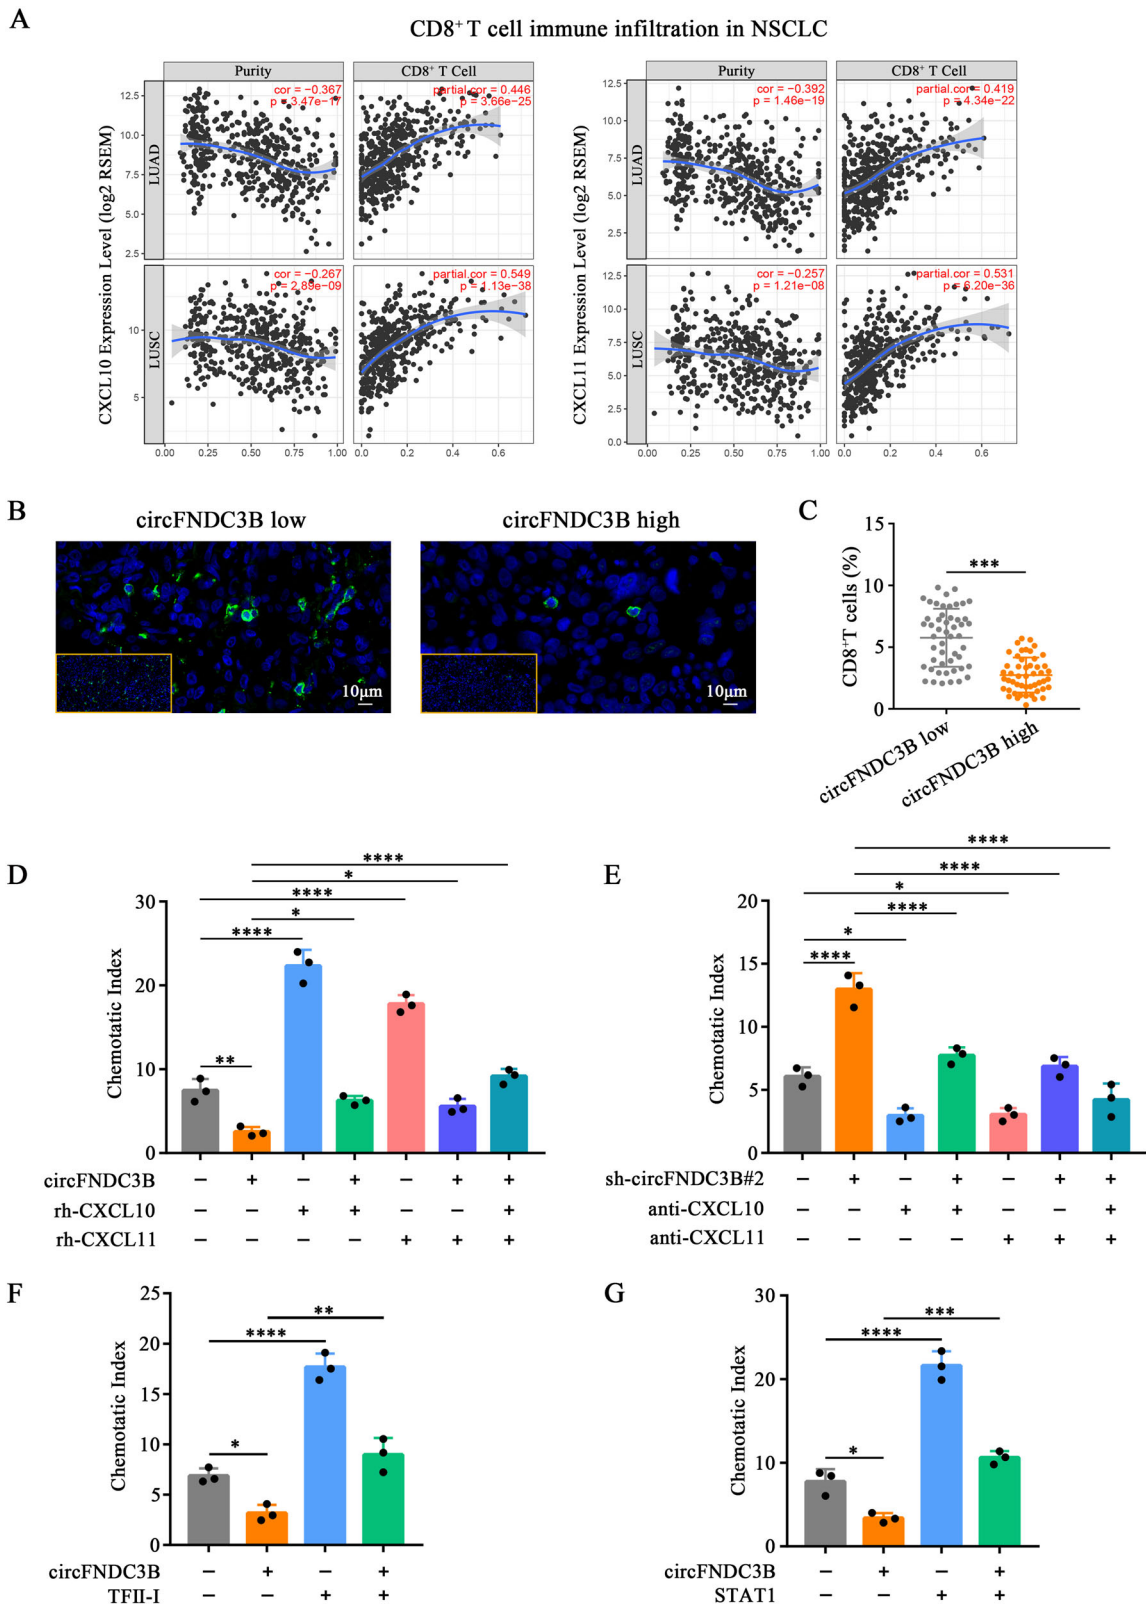 A
CD8⁺ T cell immune infiltration in NSCLC
Purity
CD8⁺ T Cell
CXCL10 Expression Level (log2 RSEM)
LUAD
LUSC
12.5
10.0
7.5
5.0
2.5
10
5
cor = −0.367
p = 3.47e−17
partial.cor = 0.446
p = 3.66e−25
cor = −0.267
p = 2.89e−09
partial.cor = 0.549
p = 1.13e−38
0.00 0.25 0.50 0.75 1.00
0.0 0.2 0.4 0.6
Purity
CD8⁺ T Cell
CXCL11 Expression Level (log2 RSEM)
LUAD
LUSC
12.5
10.0
7.5
5.0
2.5
12.5
10.0
7.5
5.0
2.5
0.0
cor = −0.392
p = 1.46e−19
partial.cor = 0.419
p = 4.34e−22
cor = −0.257
p = 1.21e−08
partial.cor = 0.531
p = 6.20e−36
0.00 0.25 0.50 0.75 1.00
0.0 0.2 0.4 0.6
B
circFNDC3B low
circFNDC3B high
10μm
10μm
C
CD8⁺T cells (%)
15
10
5
0
***
circFNDC3B low
circFNDC3B high
D
Chemotatic Index
30
20
10
0
****
*
****
*
****
**
circFNDC3B − + − + − + +
rh-CXCL10 − − + + − − +
rh-CXCL11 − − − − + + +
E
Chemotatic Index
20
15
10
5
0
****
****
*
****
*
****
sh-circFNDC3B#2 − + − + − + +
anti-CXCL10 − − + + − − +
anti-CXCL11 − − − − + + +
F
Chemotatic Index
25
20
15
10
5
0
**
****
*
circFNDC3B − + − +
TFII-I − − + +
G
Chemotatic Index
30
20
10
0
***
****
*
circFNDC3B − + − +
STAT1 − − + +